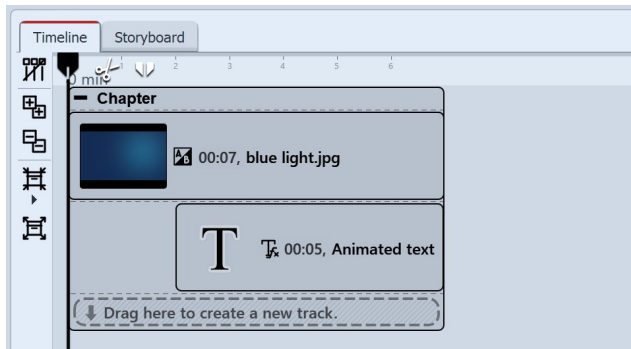 Timeline Storyboard
0 min 2 3 4 5 6
Chapter
00:07, blue light.jpg
T 00:05, Animated text
Drag here to create a new track.